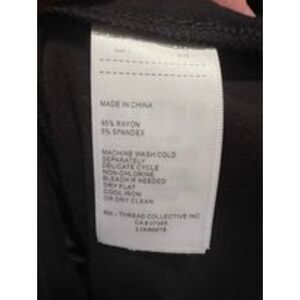 MADE IN CHINA
95% RAYON
5% SPANDEX
MACHINE WASH COLD
SEPARATELY
DELICATE CYCLE
NON-CHLORINE
BLEACH IF NEEDED
DRY FLAT
COOL IRON
OR DRY CLEAN
THREAD COLLECTIVE INC